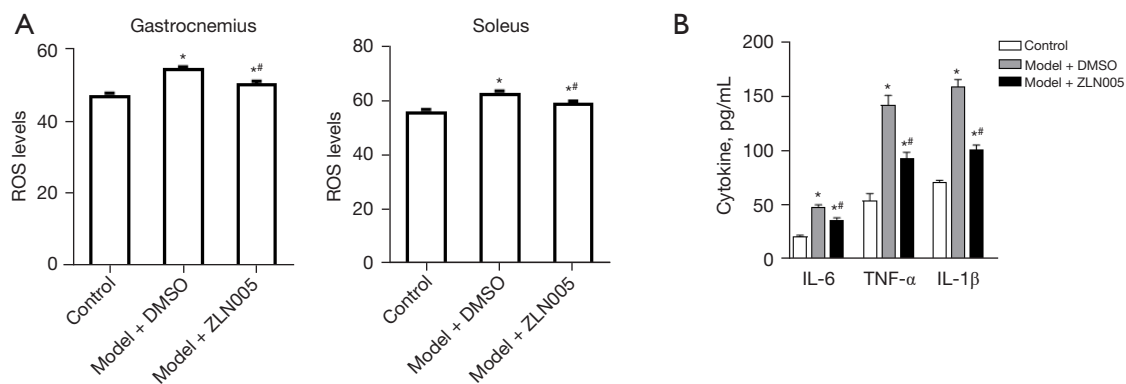 A
Gastrocnemius
ROS levels
60
40
20
0
*
*#
Control
Model + DMSO
Model + ZLN005
Soleus
ROS levels
80
60
40
20
0
*
*#
Control
Model + DMSO
Model + ZLN005
B
Cytokine, pg/mL
200
150
100
50
0
*
*#
*
*#
*
*#
IL-6
TNF-α
IL-1β
Control
Model + DMSO
Model + ZLN005